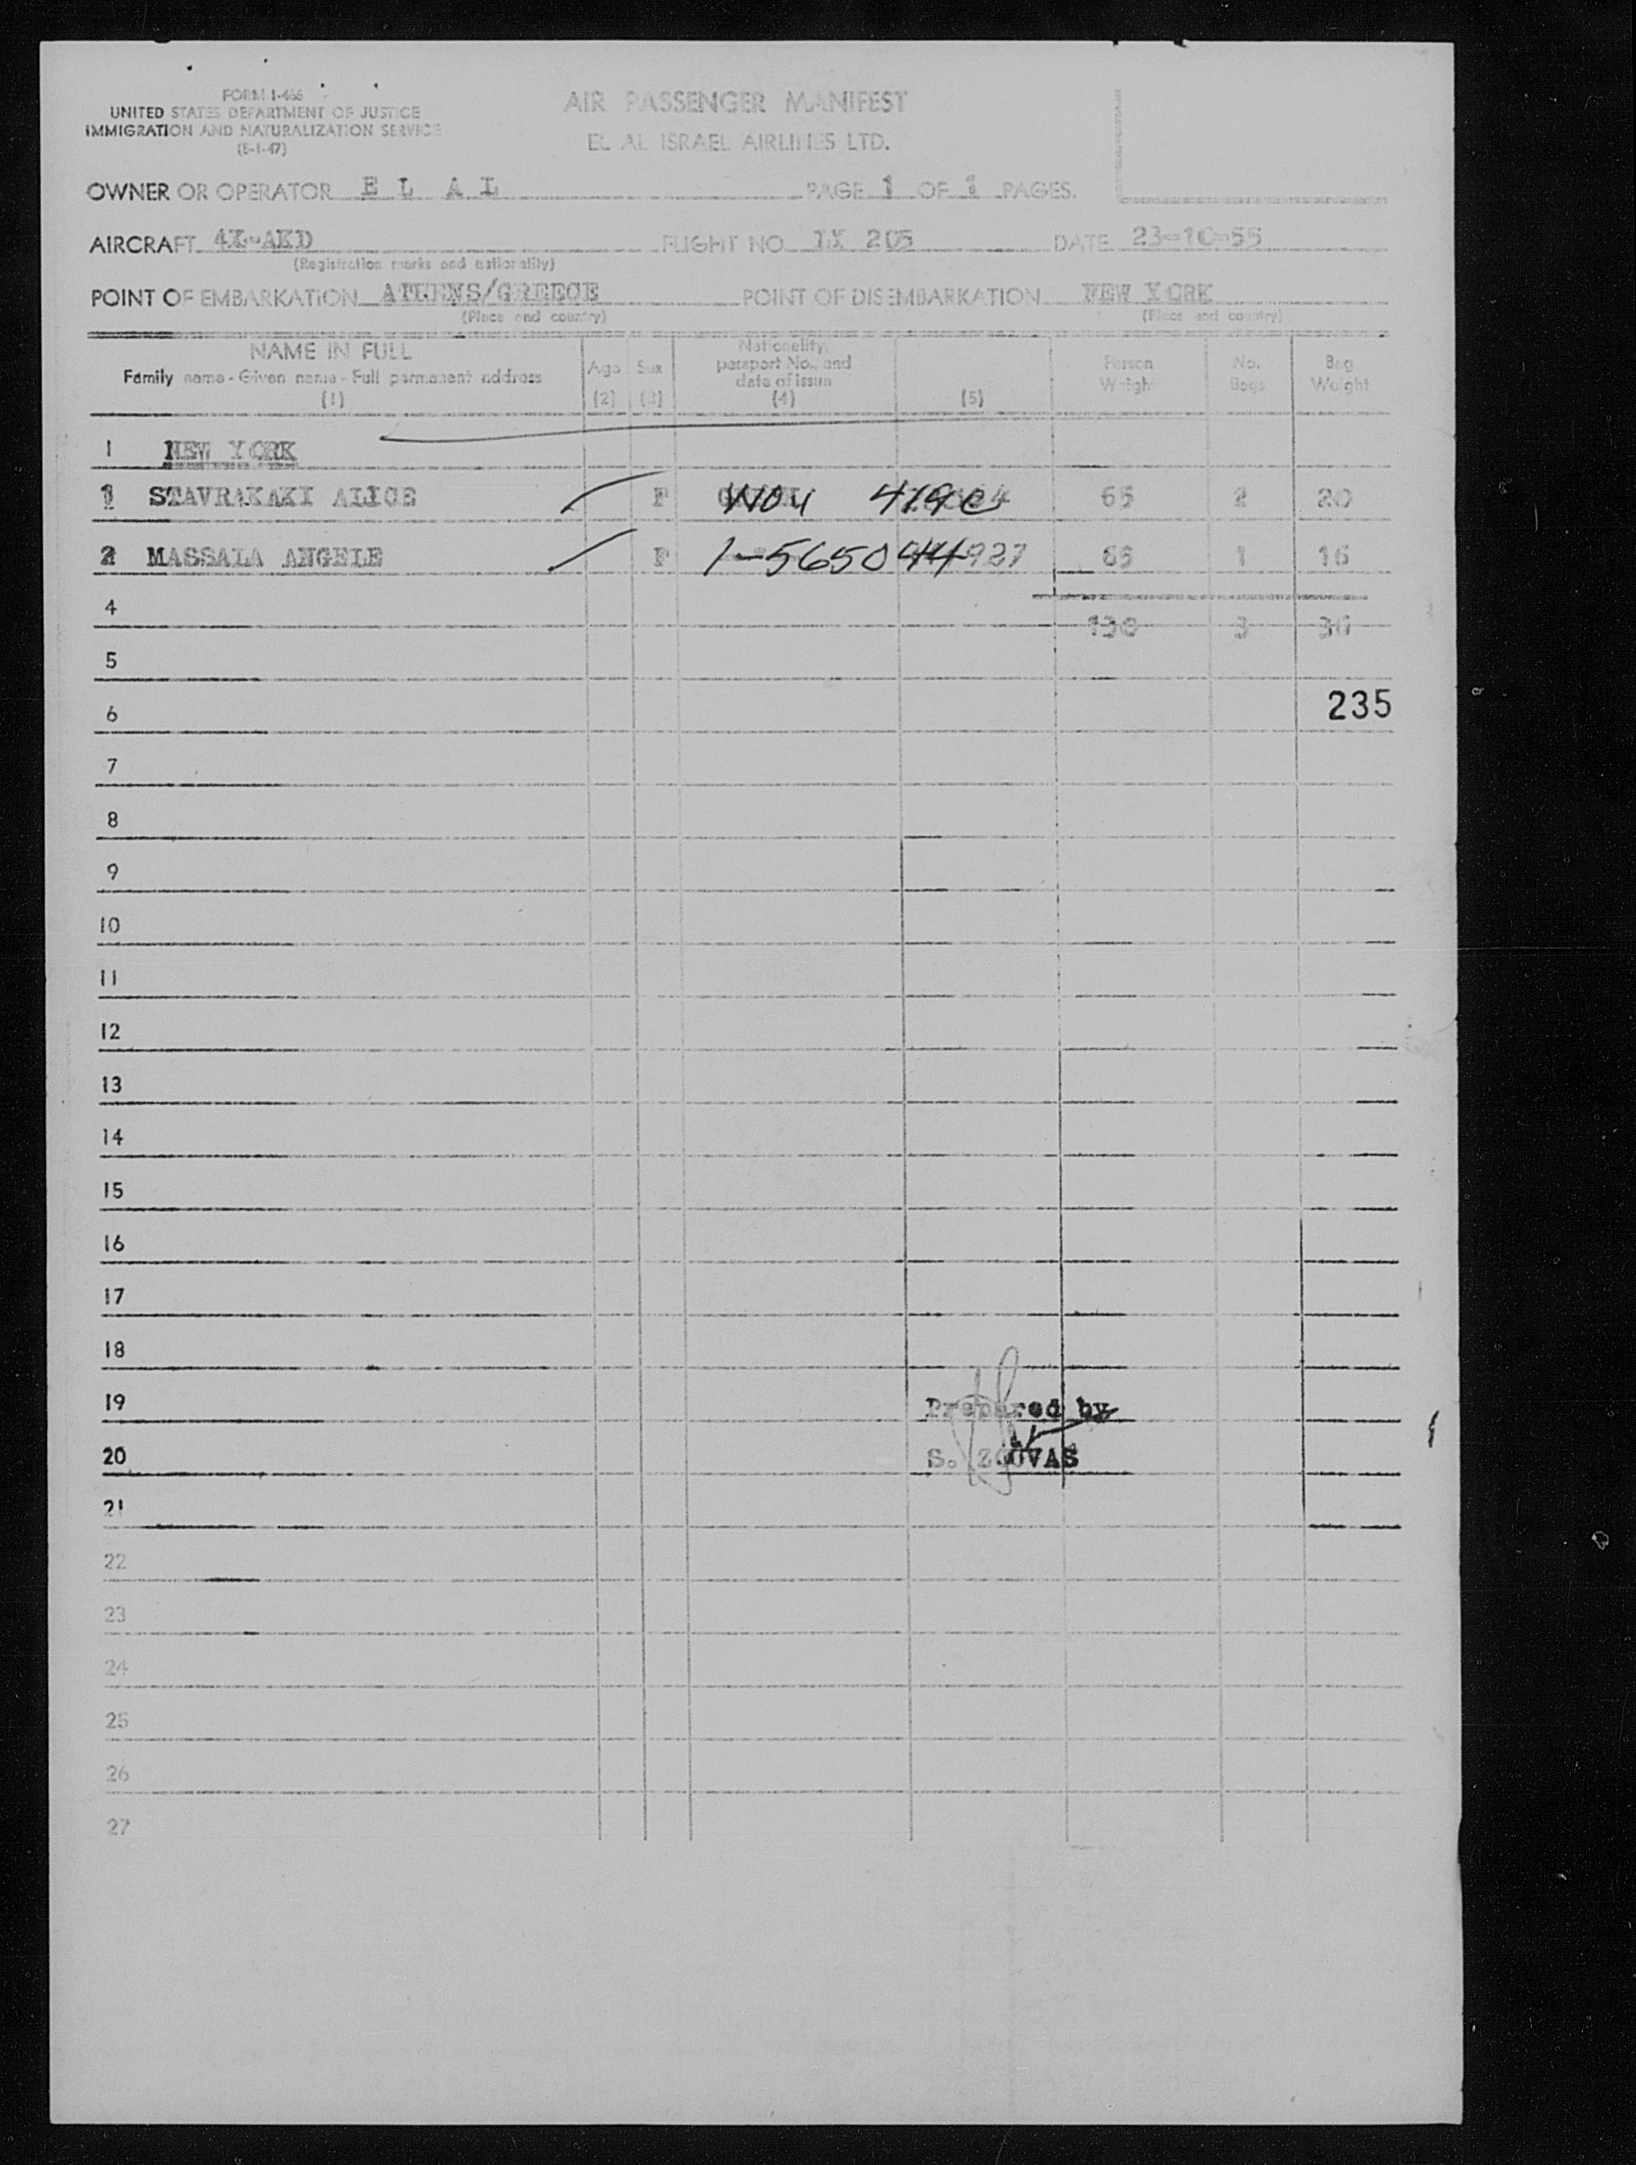 FORM I-466
UNITED STATES DEPARTMENT OF JUSTICE
IMMIGRATION AND NATURALIZATION SERVICE
(5-1-47)
AIR PASSENGER MANIFEST
EL AL ISRAEL AIRLINES LTD.
OWNER OR OPERATOR E L A L PAGE 1 OF 1 PAGES.
AIRCRAFT 4X-AKD FLIGHT NO. LY 205 DATE 23-10-55
(Registration marks and nationality)
POINT OF EMBARKATION ATHENS/GREECE POINT OF DISEMBARKATION NEW YORK
(Place and country) (Place and country)
NAME IN FULL
Family name - Given name - Full permanent address
(1)
Age
(2)
Sex
(3)
Nationality,
passport No., and
date of issue
(4)
(5)
Person
Weight
No.
Bags
Bag
Weight
1 NEW YORK
1 STAVRAKAKI ALICE F 65 2 20
2 MASSALA ANGELE F 1-565044 927 65 1 16
4 130 3 36
5
6 235
7
8
9
10
11
12
13
14
15
16
17
18
19 Prepared by
20 S.
21
22
23
24
25
26
27